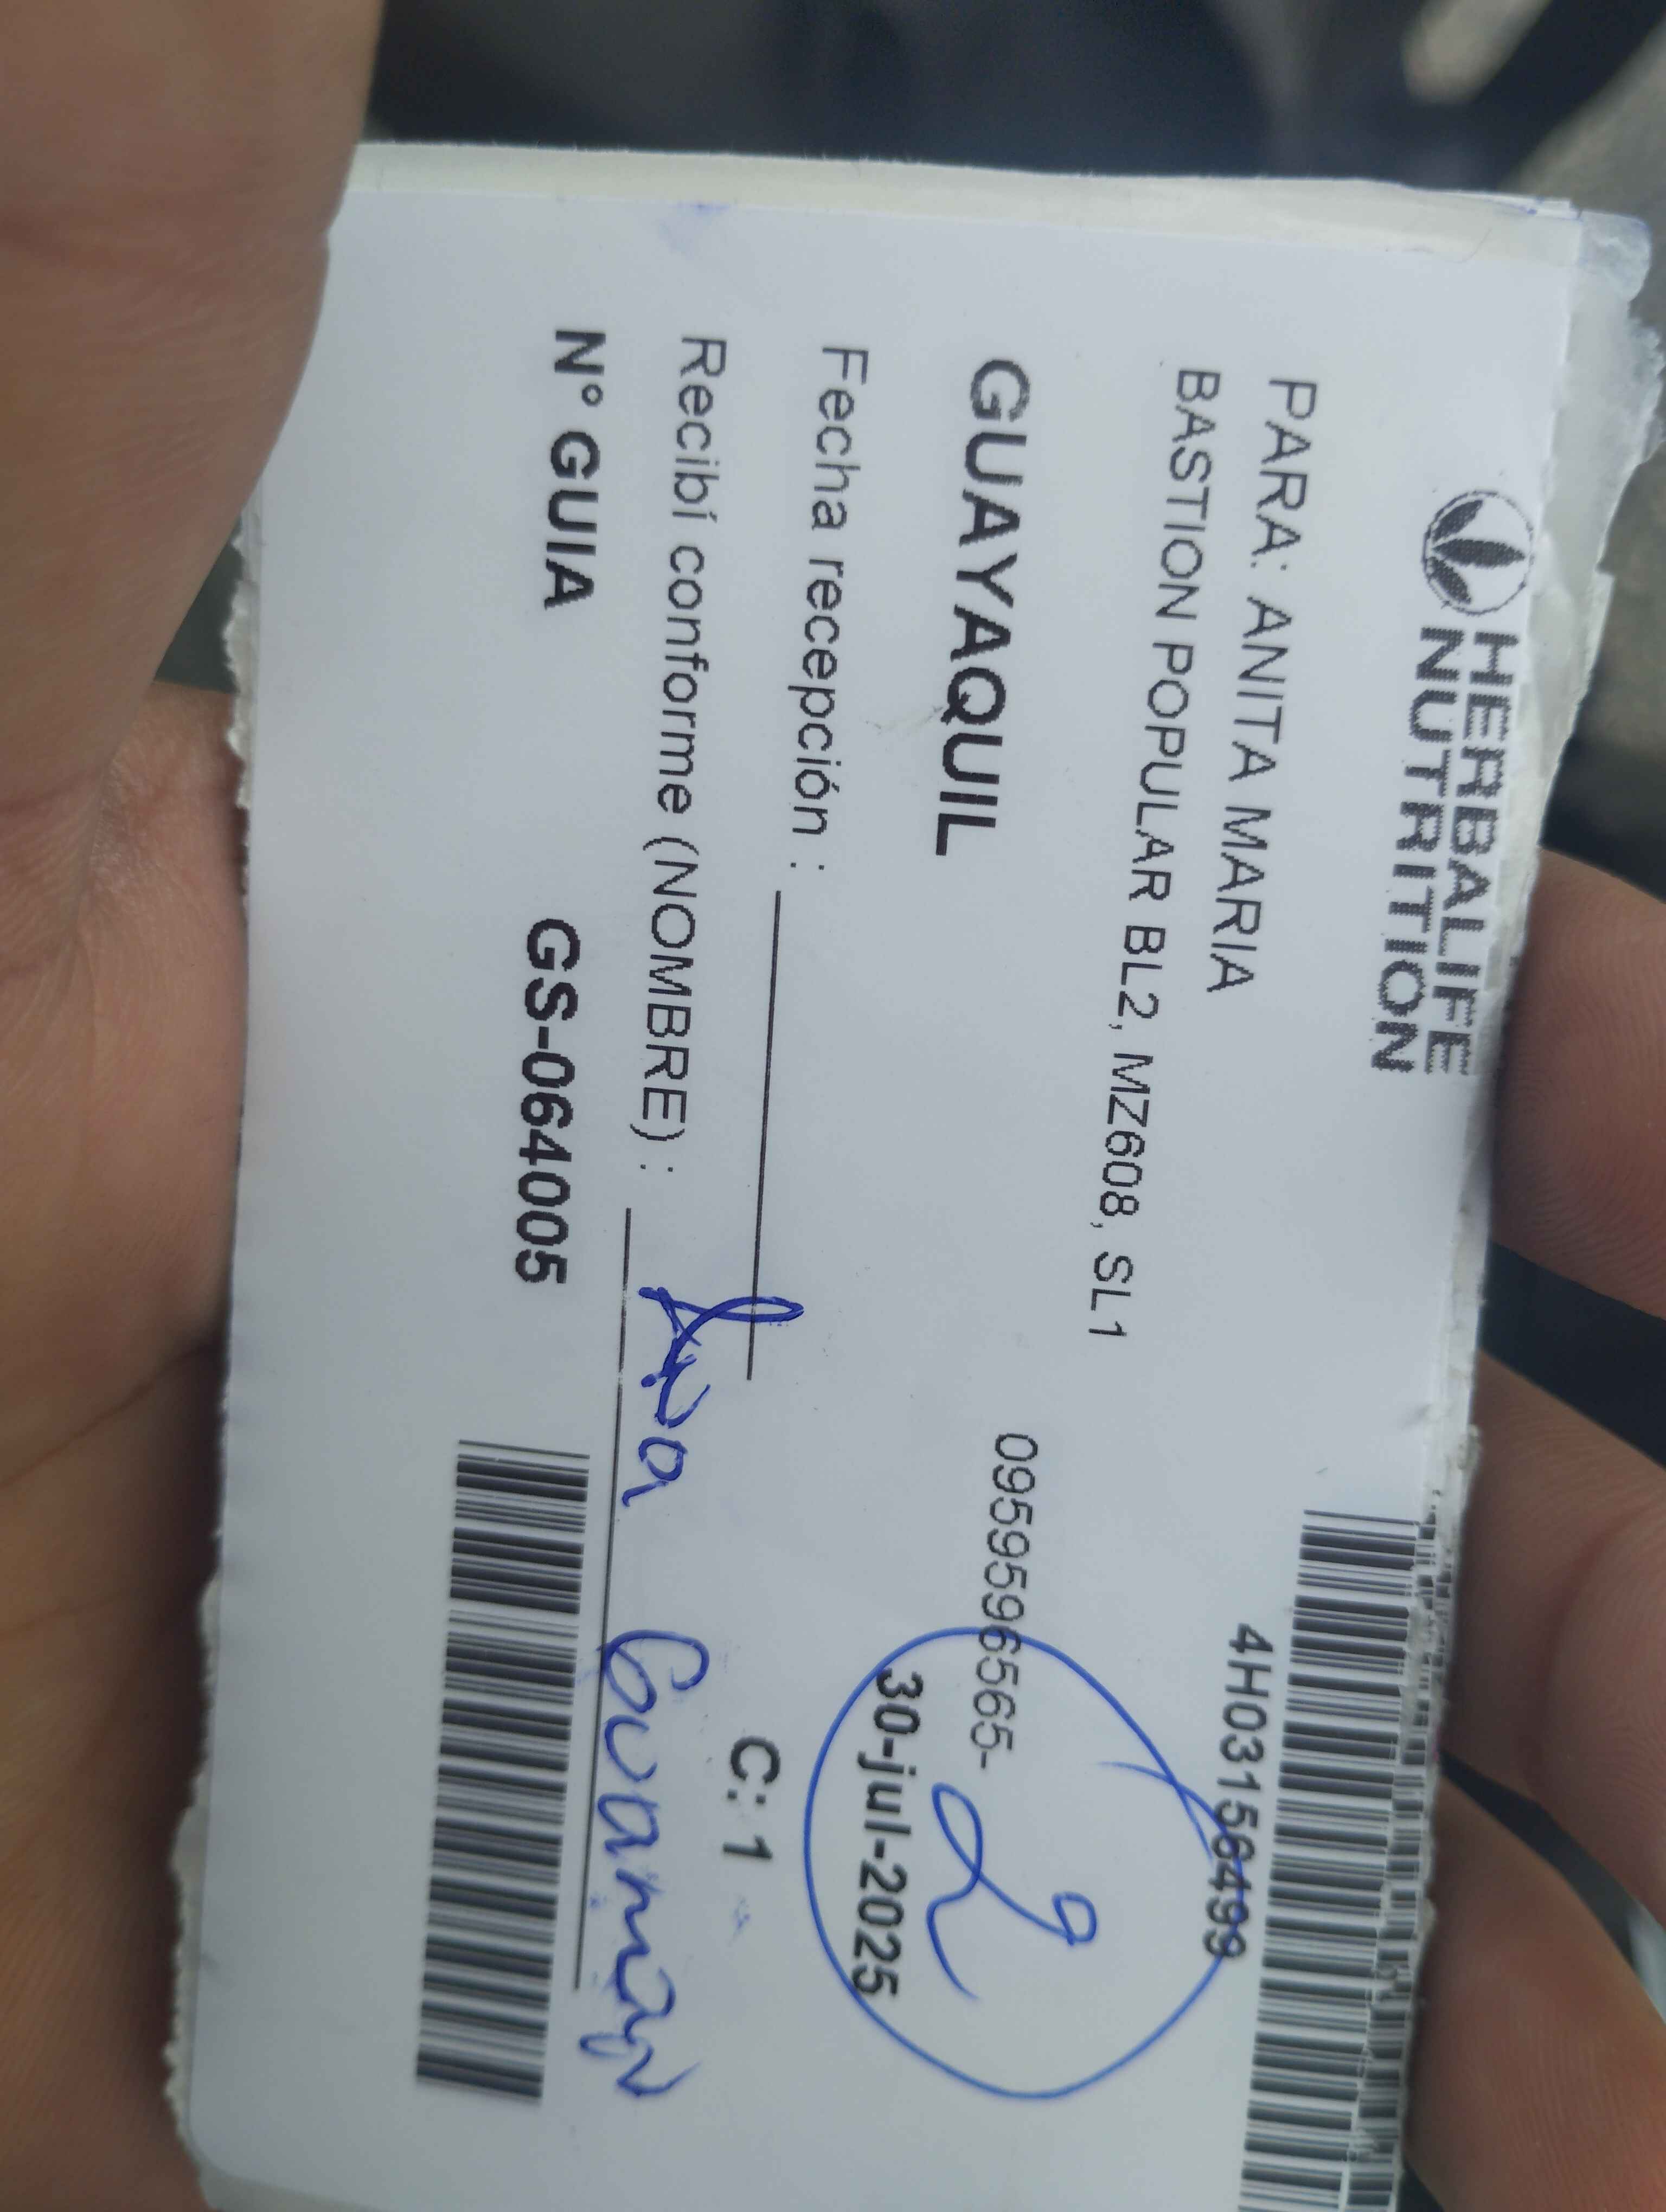 HERBALIFE
NUTRITION
4H03156499
PARA: ANITA MARIA
BASTION POPULAR BL2, MZ608, SL1
GUAYAQUIL
0959596565-
2
30-jul-2025
Fecha recepción :
C: 1
Recibí conforme (NOMBRE) :
N° GUIA
GS-064005